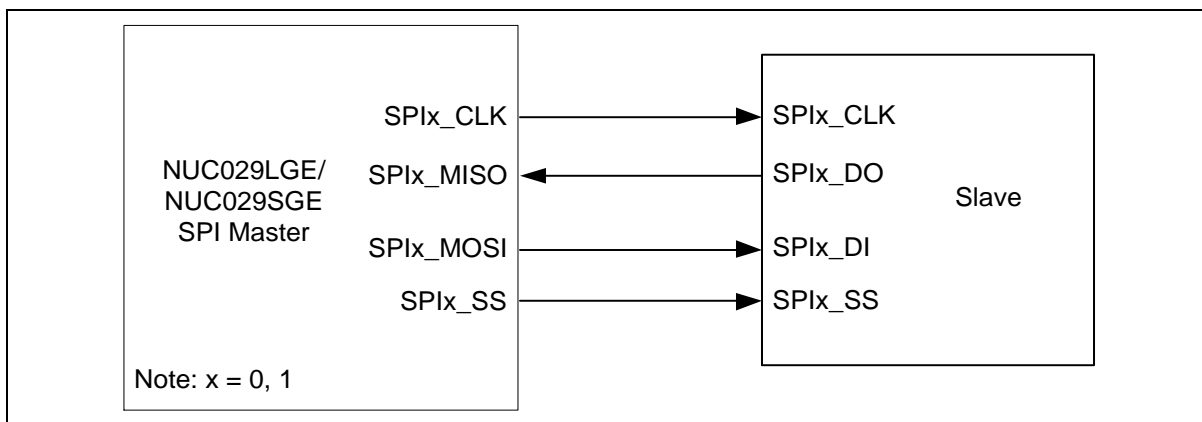 NUC029LGE/
NUC029SGE
SPI Master
SPIx_CLK
SPIx_MISO
SPIx_MOSI
SPIx_SS
Note: x = 0, 1
SPIx_CLK
SPIx_DO
SPIx_DI
SPIx_SS
Slave